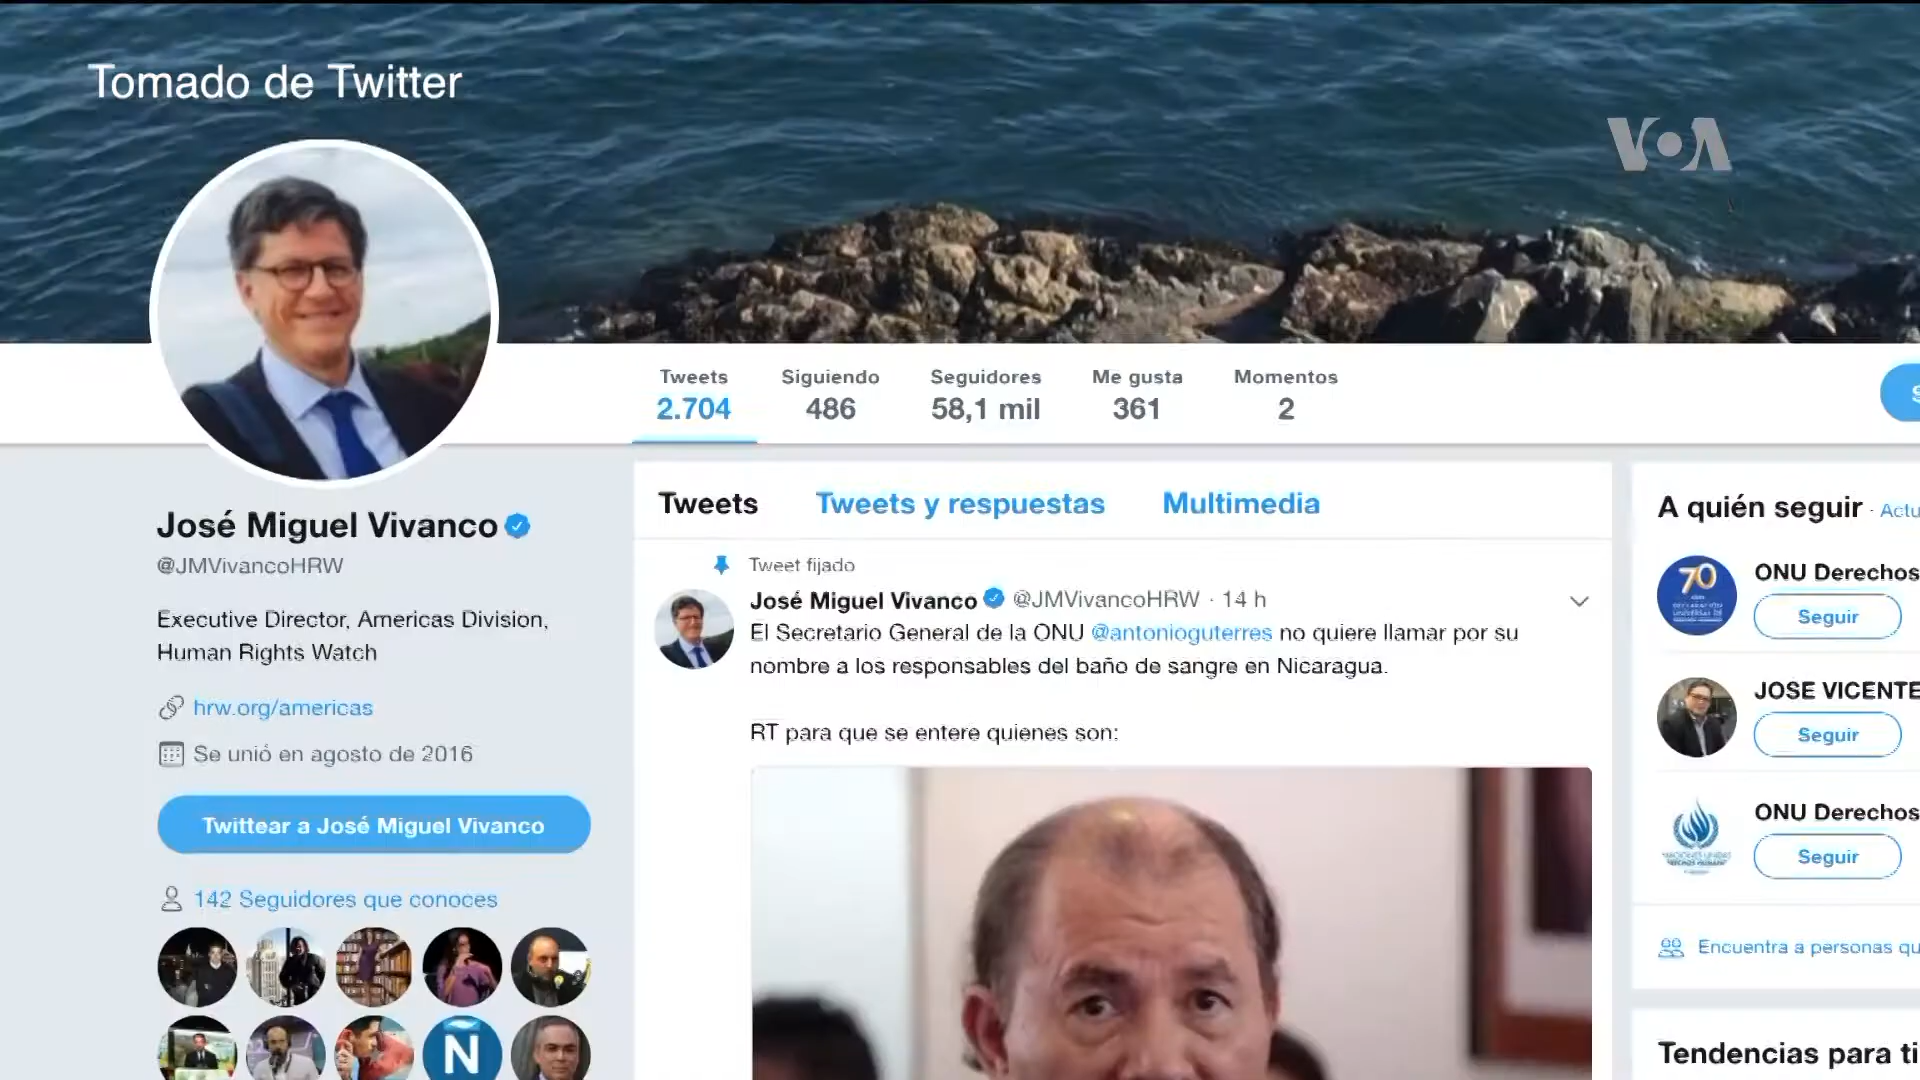 Tomado de Twitter
VOA
Tweets
2.704
Siguiendo
486
Seguidores
58,1 mil
Me gusta
361
Momentos
2
José Miguel Vivanco
@JMVivancoHRW
Executive Director, Americas Division,
Human Rights Watch
hrw.org/americas
Se unió en agosto de 2016
Twittear a José Miguel Vivanco
142 Seguidores que conoces
N
Tweets
Tweets y respuestas
Multimedia
Tweet fijado
José Miguel Vivanco @JMVivancoHRW · 14 h
El Secretario General de la ONU @antonioguterres no quiere llamar por su
nombre a los responsables del baño de sangre en Nicaragua.
RT para que se entere quienes son:
A quién seguir · Actu
70
ONU Derechos
Seguir
JOSE VICENTE
Seguir
ONU Derechos
Seguir
Encuentra a personas qu
Tendencias para ti